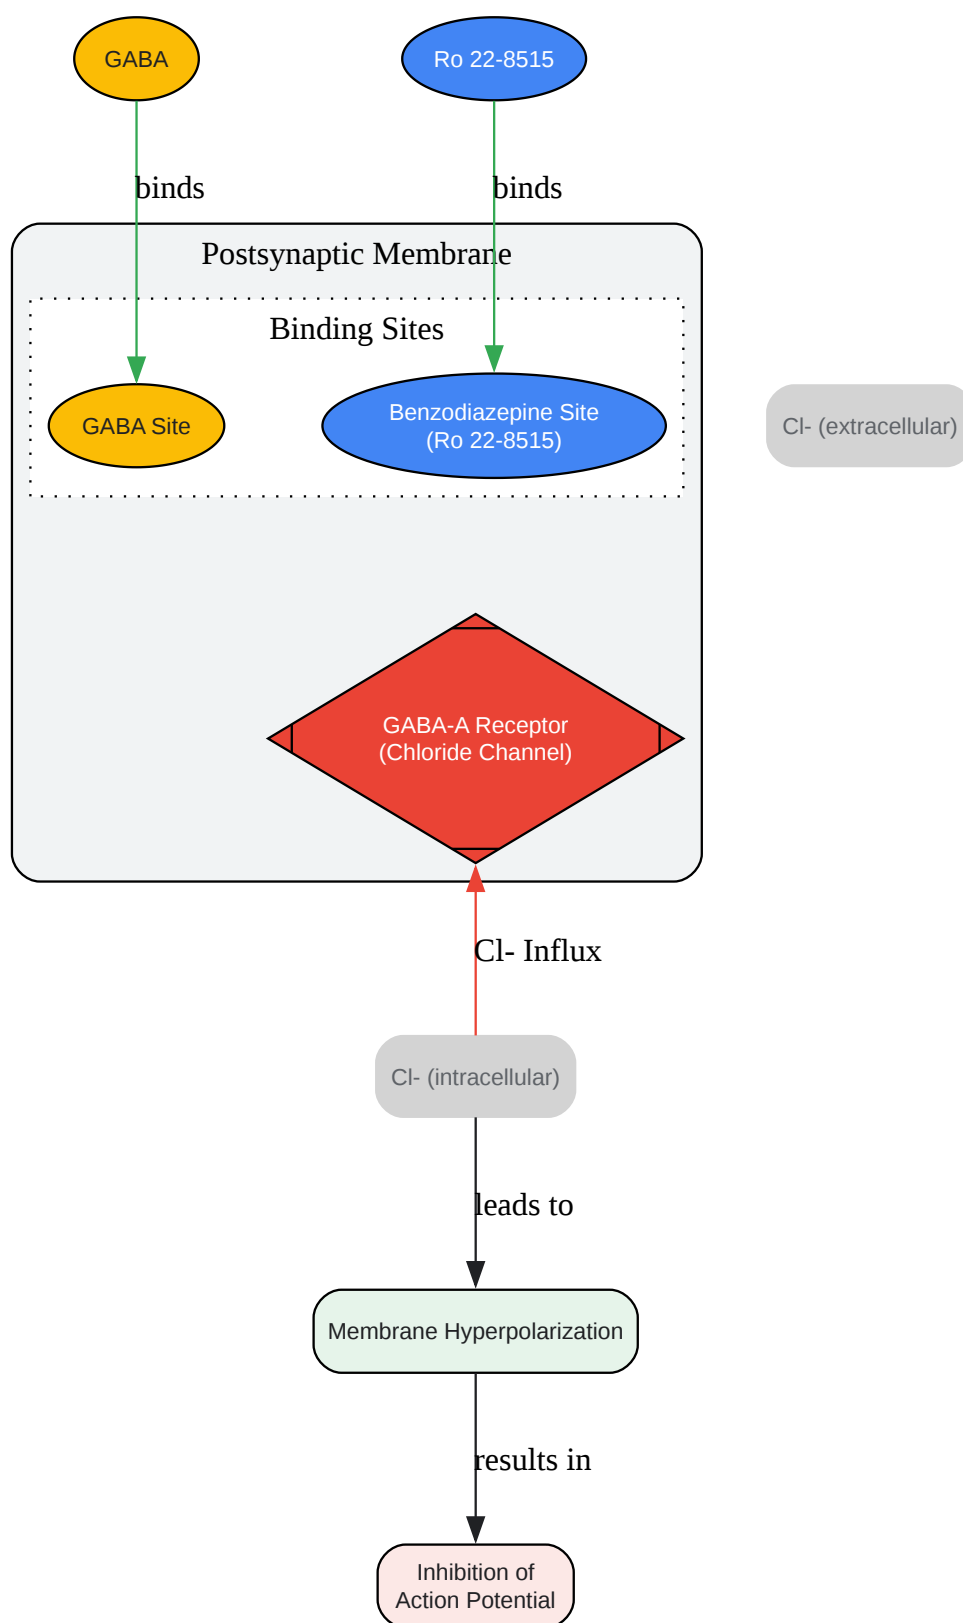 GABA
Ro 22-8515
binds
binds
Postsynaptic Membrane
Binding Sites
GABA Site
Benzodiazepine Site
(Ro 22-8515)
Cl- (extracellular)
GABA-A Receptor
(Chloride Channel)
Cl- Influx
Cl- (intracellular)
leads to
Membrane Hyperpolarization
results in
Inhibition of
Action Potential